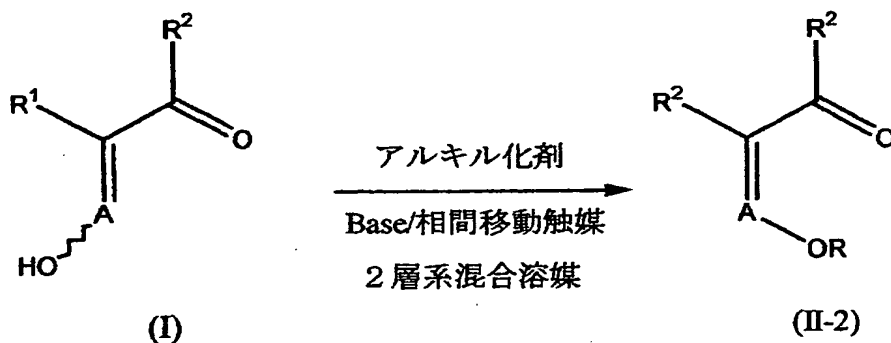 R²
R¹
O
A
HO
(I)
アルキル化剤
Base/相間移動触媒
2層系混合溶媒
R²
R²
O
A
OR
(II-2)